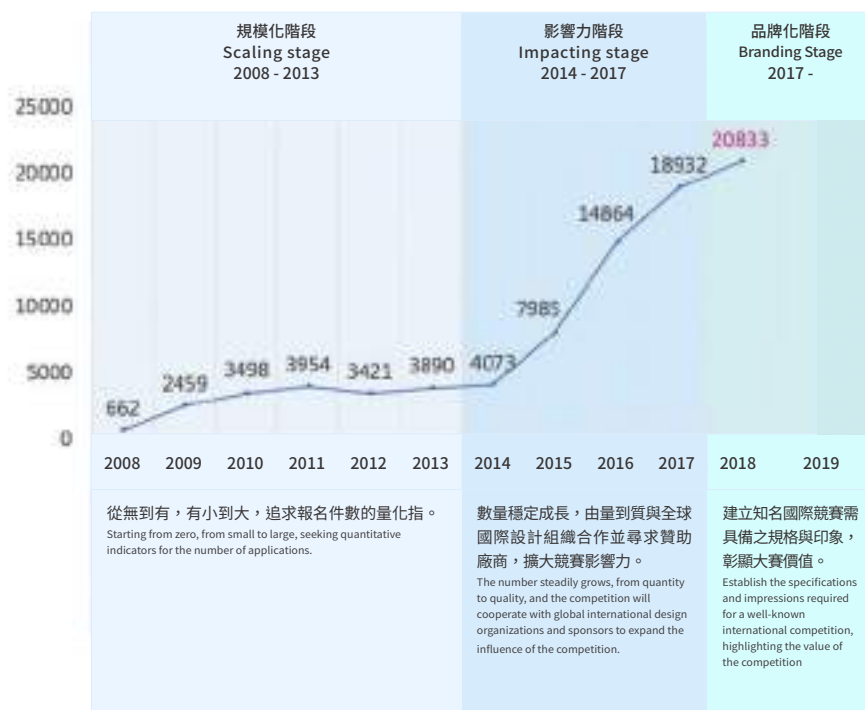 規模化階段
Scaling stage
2008 - 2013
影響力階段
Impacting stage
2014 - 2017
品牌化階段
Branding Stage
2017 -
25000
20000
15000
10000
5000
0
662
2459
3498
3954
3421
3890
4073
7985
14864
18932
20833
2008 2009 2010 2011 2012 2013 2014 2015 2016 2017 2018 2019
從無到有，有小到大，追求報名件數的量化指。
Starting from zero, from small to large, seeking quantitative
indicators for the number of applications.
數量穩定成長，由量到質與全球
國際設計組織合作並尋求贊助
廠商，擴大競賽影響力。
The number steadily grows, from quantity
to quality, and the competition will
cooperate with global international design
organizations and sponsors to expand the
influence of the competition.
建立知名國際競賽需
具備之規格與印象，
彰顯大賽價值。
Establish the specifications
and impressions required
for a well-known
international competition,
highlighting the value of
the competition